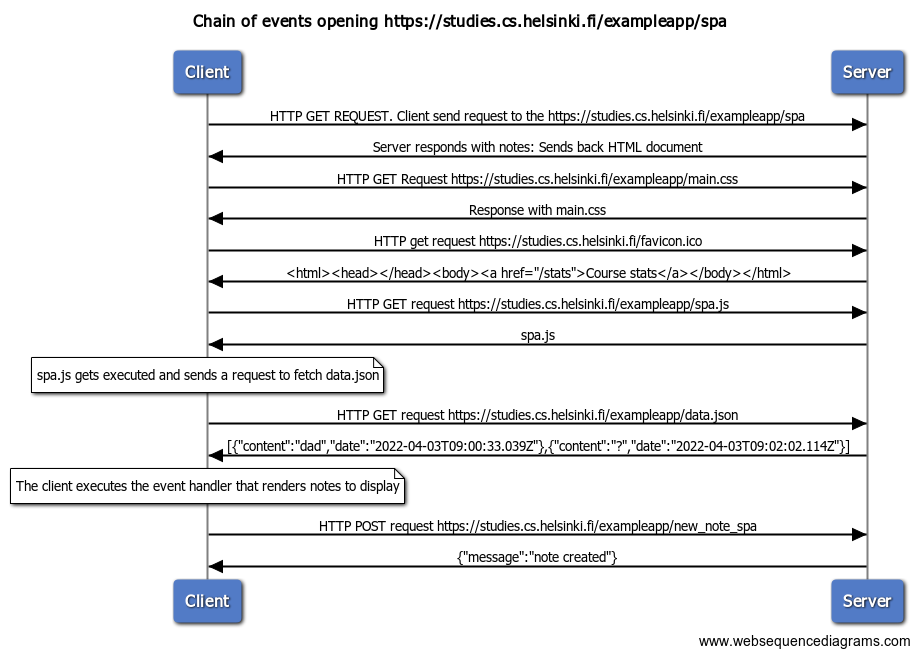 Chain of events opening https://studies.cs.helsinki.fi/exampleapp/spa
Client
Server
HTTP GET REQUEST. Client send request to the https://studies.cs.helsinki.fi/exampleapp/spa
Server responds with notes: Sends back HTML document
HTTP GET Request https://studies.cs.helsinki.fi/exampleapp/main.css
Response with main.css
HTTP get request https://studies.cs.helsinki.fi/favicon.ico
<html><head></head><body><a href="/stats">Course stats</a></body></html>
HTTP GET request https://studies.cs.helsinki.fi/exampleapp/spa.js
spa.js
spa.js gets executed and sends a request to fetch data.json
HTTP GET request https://studies.cs.helsinki.fi/exampleapp/data.json
[{"content":"dad","date":"2022-04-03T09:00:33.039Z"},{"content":"?","date":"2022-04-03T09:02:02.114Z"}]
The client executes the event handler that renders notes to display
HTTP POST request https://studies.cs.helsinki.fi/exampleapp/new_note_spa
{"message":"note created"}
Client
Server
www.websequencediagrams.com